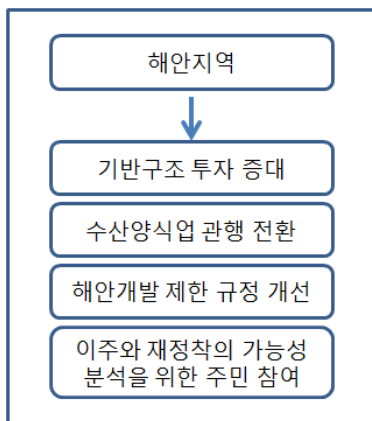 해안지역
기반구조 투자 증대
수산양식업 관행 전환
해안개발 제한 규정 개선
이주와 재정착의 가능성
분석을 위한 주민 참여